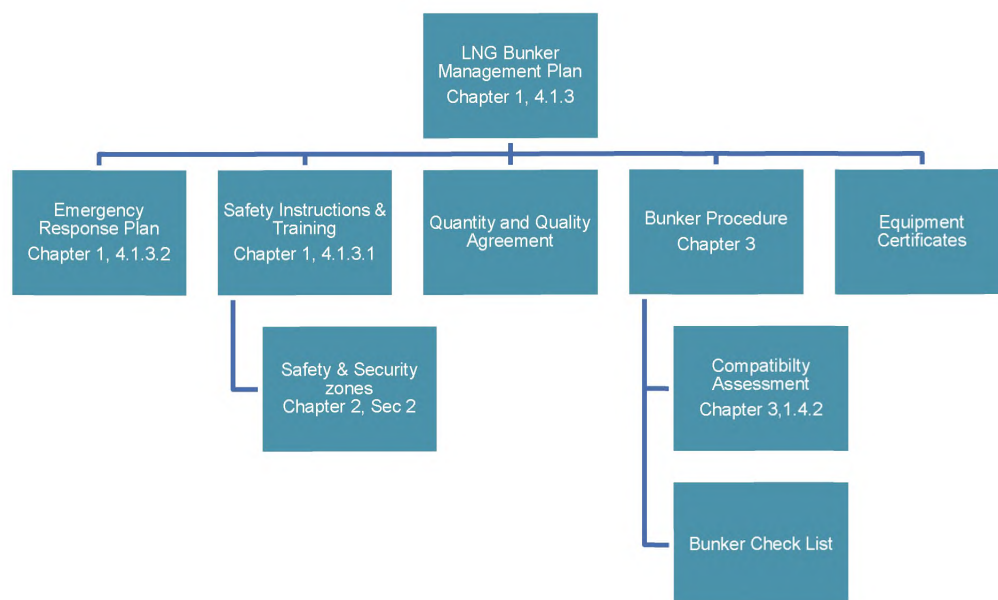 LNG Bunker
Management Plan
Chapter 1, 4.1.3
Emergency
Response Plan
Chapter 1, 4.1.3.2
Safety Instructions &
Training
Chapter 1, 4.1.3.1
Quantity and Quality
Agreement
Bunker Procedure
Chapter 3
Equipment
Certificates
Safety & Security
zones
Chapter 2, Sec 2
Compatibilty
Assessment
Chapter 3,1.4.2
Bunker Check List